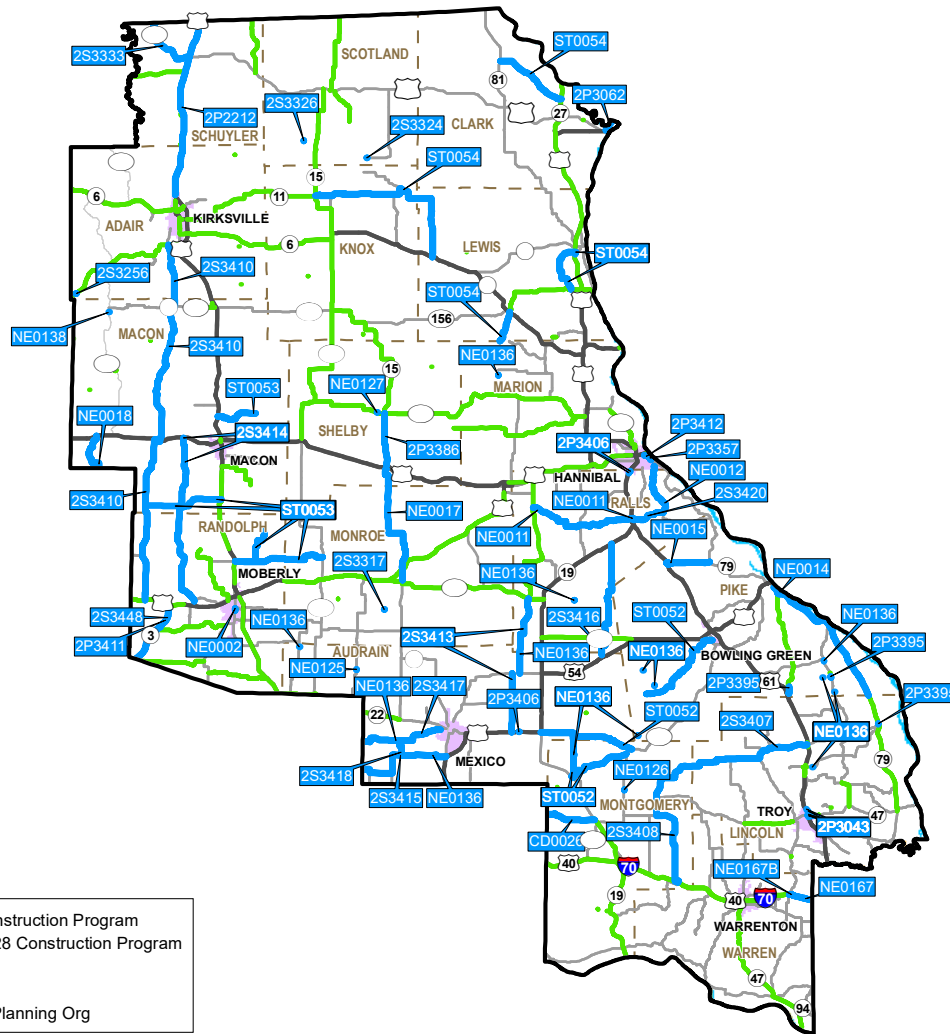 ST0054
2S3333
SCOTLAND
81
2P3062
2S3326
2P2212
27
2S3324
CLARK
SCHUYLER
ST0054
15
6
11
ADAIR
KIRKSVILLE
6
KNOX
LEWIS
ST0054
2S3410
2S3256
ST0054
NE0138
MACON
156
2S3410
NE0136
15
MARION
ST0053
NE0127
NE0018
SHELBY
2S3414
2P3406
2P3412
2P3386
2P3357
MACON
HANNIBAL
NE0012
2S3410
NE0011
RALLS
2S3420
ST0053
NE0017
RANDOLPH
MONROE
NE0011
NE0015
2S3317
79
NE0014
MOBERLY
NE0136
19
PIKE
2S3448
2S3416
ST0052
NE0136
2P3411
3
NE0002
NE0136
2S3413
NE0136
NE0136
2P3395
AUDRAIN
BOWLING GREEN
NE0125
54
61
NE0136
2S3417
2P3406
NE0136
2P3395
2P339
22
ST0052
2S3407
NE0136
MEXICO
79
2S3418
NE0126
2S3415
NE0136
ST0052
MONTGOMERY
TROY
47
CD0026
2S3408
LINCOLN
2P3043
40
70
NE0167B
NE0167
19
40
70
WARRENTON
WARREN
47
94
nstruction Program
28 Construction Program
Planning Org